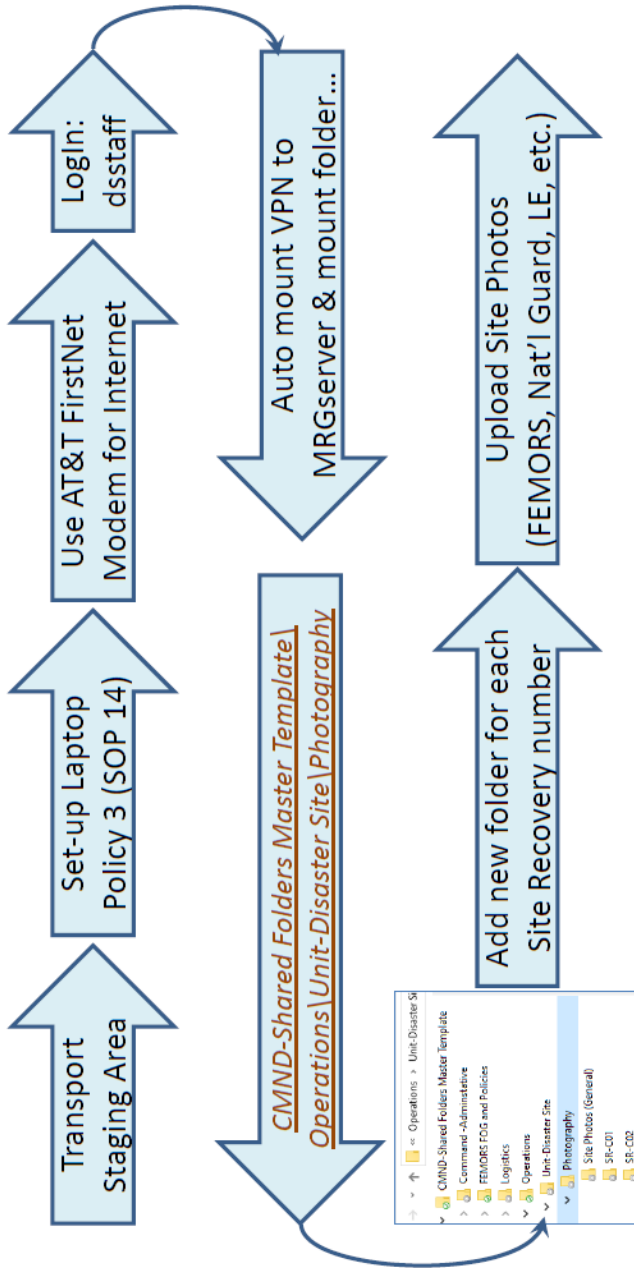 Transport
Staging Area
Set-up Laptop
Policy 3 (SOP 14)
Use AT&T FirstNet
Modem for Internet
LogIn:
dsstaff
Auto mount VPN to
MRGserver & mount folder...
CMND-Shared Folders Master Template\
Operations\Unit-Disaster Site\Photography
« Operations > Unit-Disaster Si
CMND-Shared Folders Master Template
Command -Adminstative
FEMORS FOG and Policies
Logistics
Operations
Unit-Disaster Site
Photography
Site Photos (General)
SR-C01
SR-C02
Add new folder for each
Site Recovery number
Upload Site Photos
(FEMORS, Nat'l Guard, LE, etc.)